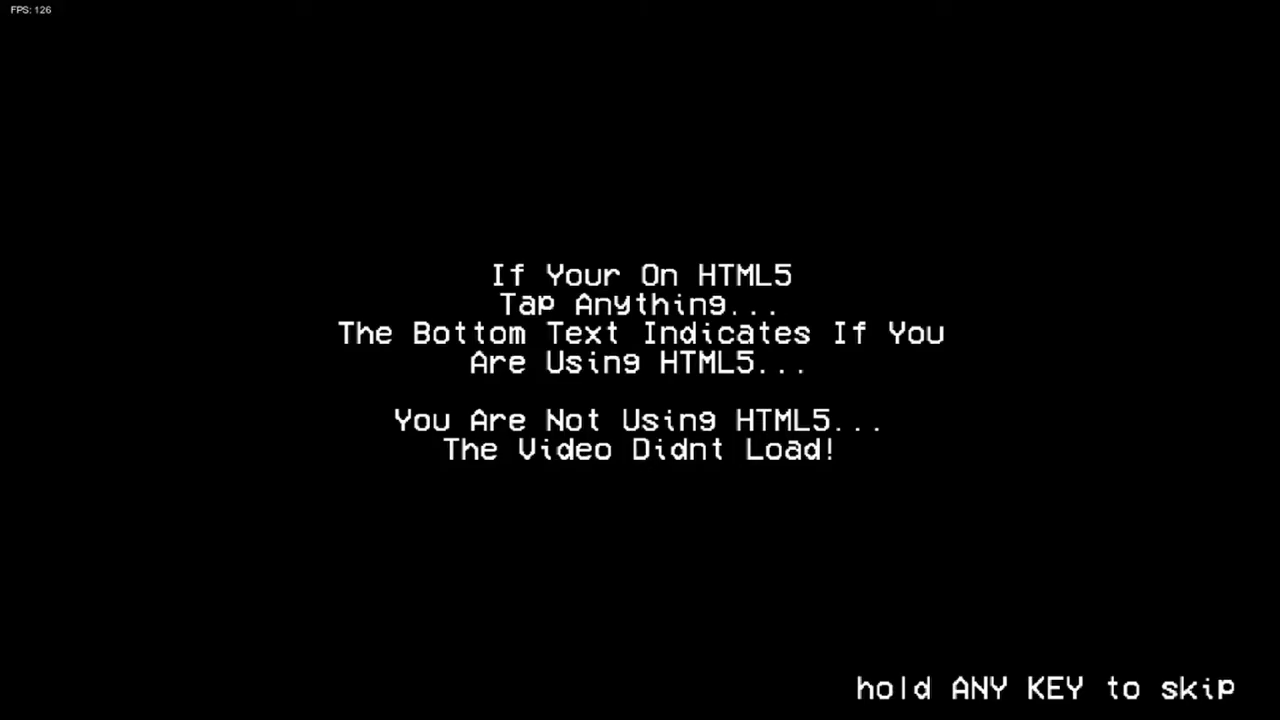 FPS: 126
If Your On HTML5
Tap Anything...
The Bottom Text Indicates If You
Are Using HTML5...
You Are Not Using HTML5...
The Video Didnt Load!
hold ANY KEY to skip